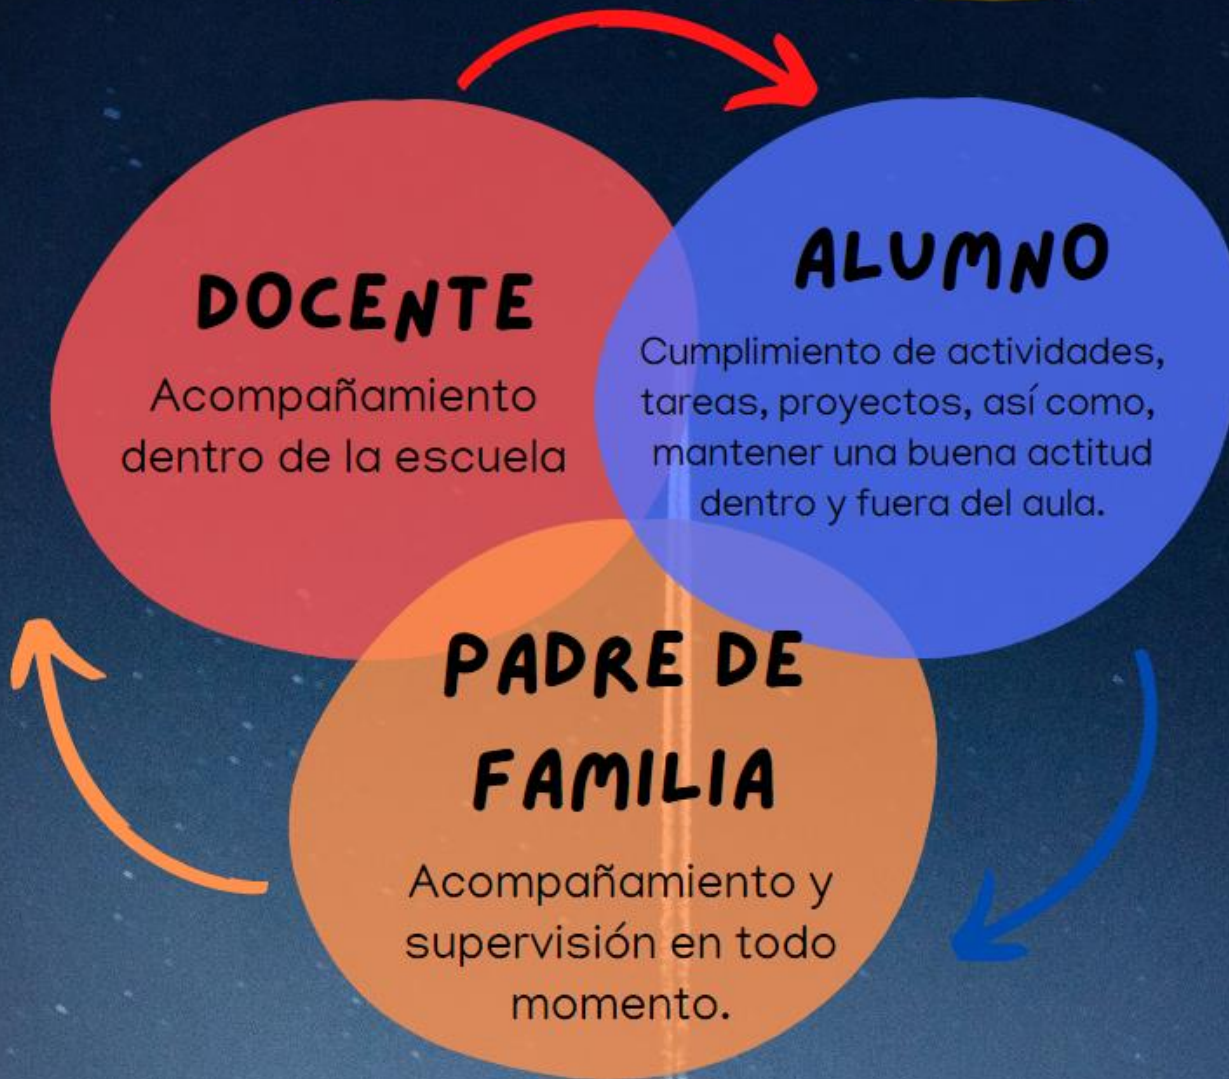 DOCENTE
Acompañamiento
dentro de la escuela
ALUMNO
Cumplimiento de actividades,
tareas, proyectos, así como,
mantener una buena actitud
dentro y fuera del aula.
PADRE DE
FAMILIA
Acompañamiento y
supervisión en todo
momento.